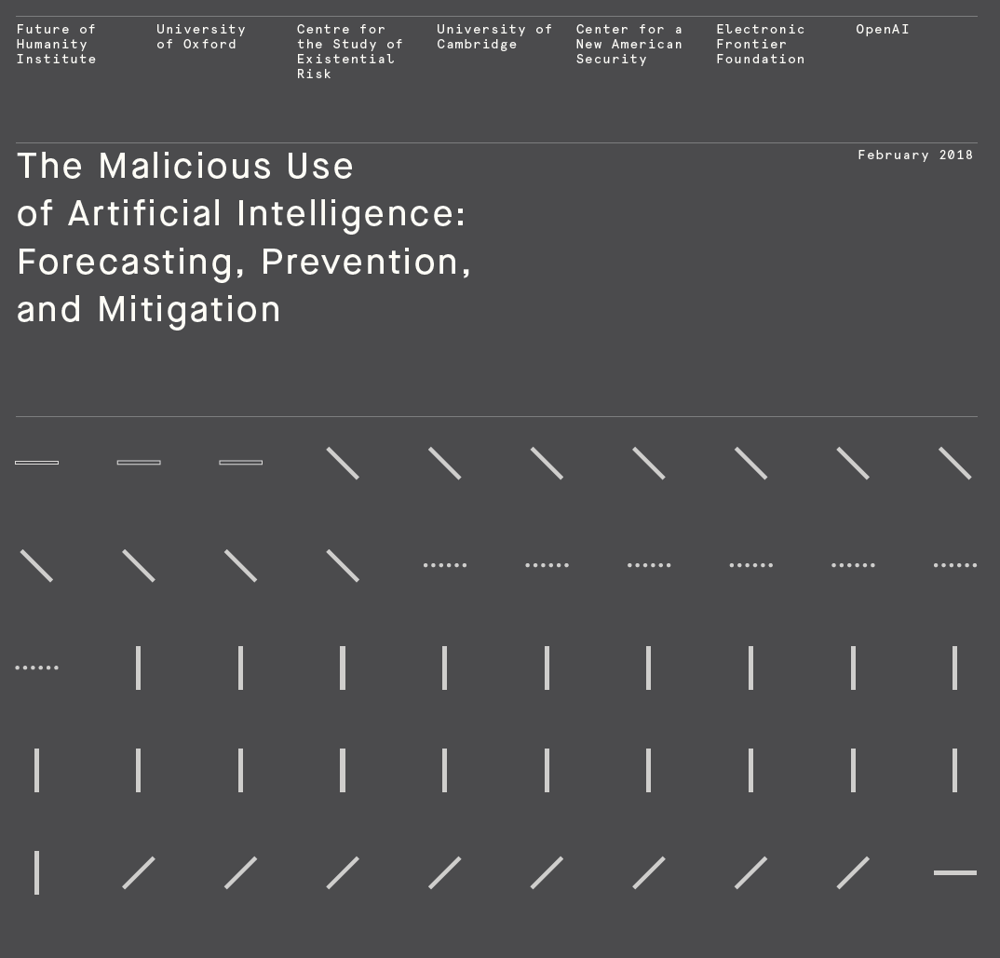 Future of
Humanity
Institute
University
of Oxford
Centre for
the Study of
Existential
Risk
University of
Cambridge
Center for a
New American
Security
Electronic
Frontier
Foundation
OpenAI
The Malicious Use
of Artificial Intelligence:
Forecasting, Prevention,
and Mitigation
February 2018